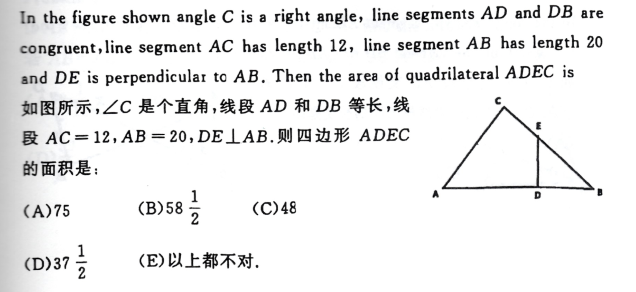 In the figure shown angle C is a right angle, line segments AD and DB are
congruent, line segment AC has length 12, line segment AB has length 20
and DE is perpendicular to AB. Then the area of quadrilateral ADEC is
如图所示,∠C 是个直角,线段 AD 和 DB 等长,线
段 AC=12,AB=20,DE⊥AB.则四边形 ADEC
的面积是:
C
E
A
D
B
(A)75 (B)58 1/2 (C)48
(D)37 1/2 (E)以上都不对.